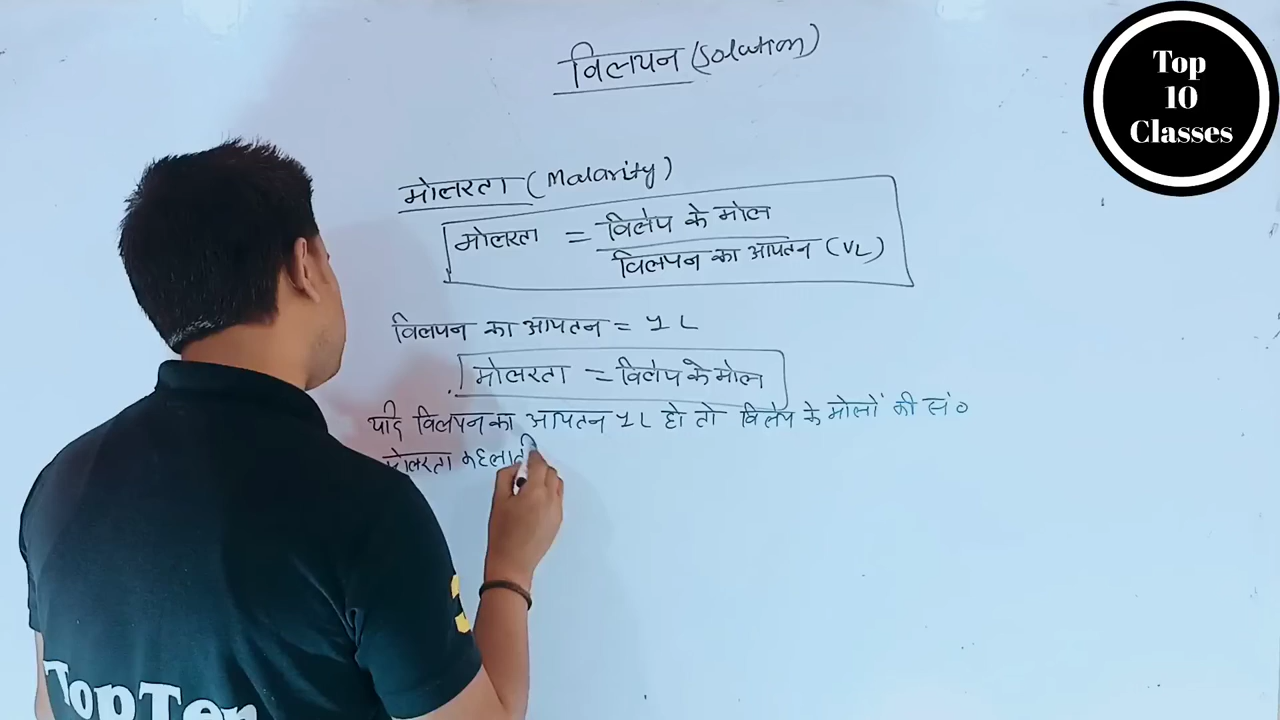 विलयन (Solution)
Top
10
Classes
मोलरता (Molarity)
मोलरता = विलेय के मोल
विलयन का आयतन (VL)
विलयन का आयतन = 1 L
मोलरता = विलेय के मोल
यदि विलयन का आयतन 1L हो तो विलेय के मोलों की सं०
मोलरता कहलाती
TopTen